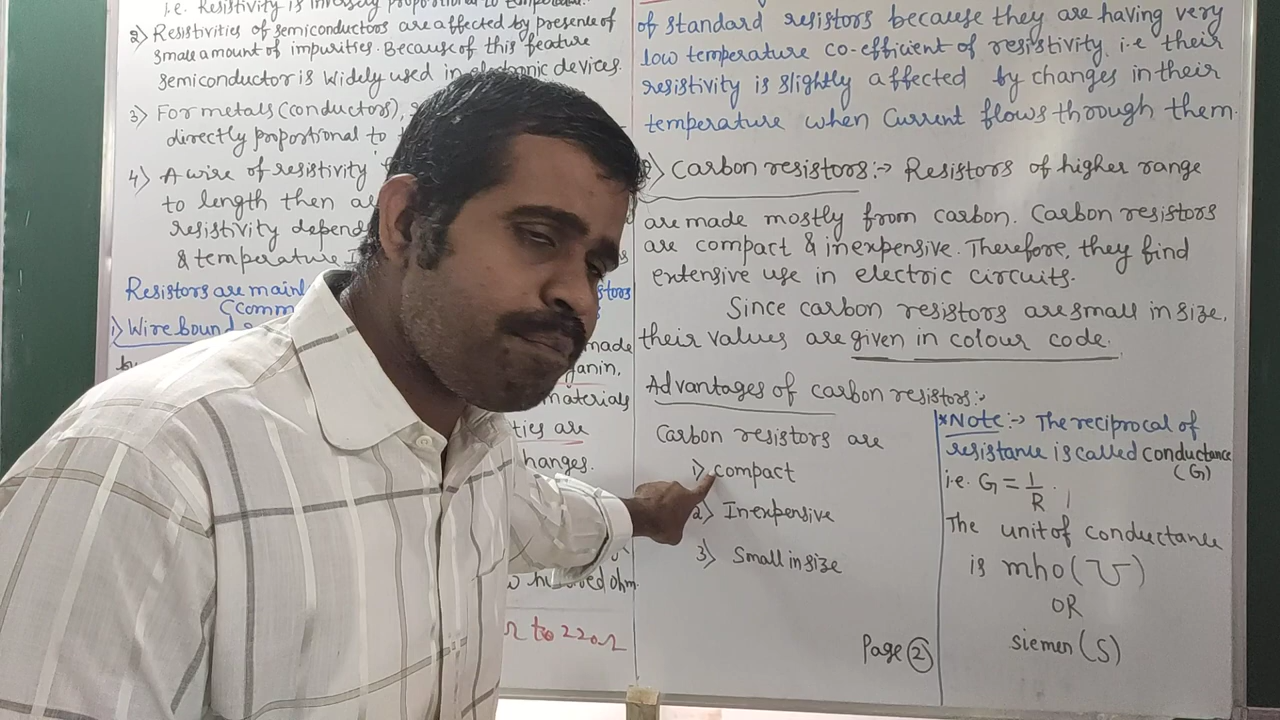 i.e. Resistivity is inversely proportional to temperature.
2) Resistivities of semiconductors are affected by presence of
small amount of impurities. Because of this feature
semiconductor is widely used in electronic devices.
3) For metals (conductors),
directly proportional to
4) A wire of resistivity
to length then
resistivity depend
& temperature
Resistors are main
(comm
1) Wire bound
made
anin,
materials
ties are
hanges.
hundred ohm
Ω to 220Ω
of standard resistors because they are having very
low temperature co-efficient of resistivity. i.e their
resistivity is slightly affected by changes in their
temperature when current flows through them.
2) Carbon resistors :→ Resistors of higher range
are made mostly from carbon. Carbon resistors
are compact & inexpensive. Therefore, they find
extensive use in electric circuits.
Since carbon resistors are small in size,
their values are given in colour code.
Advantages of carbon resistors:-
Carbon resistors are
1) compact
2) Inexpensive
3) Small in size
Page 2
*Note:→ The reciprocal of
resistance is called conductance
(G)
i.e. G = 1/R
The unit of conductance
is mho (℧)
OR
siemen (S)